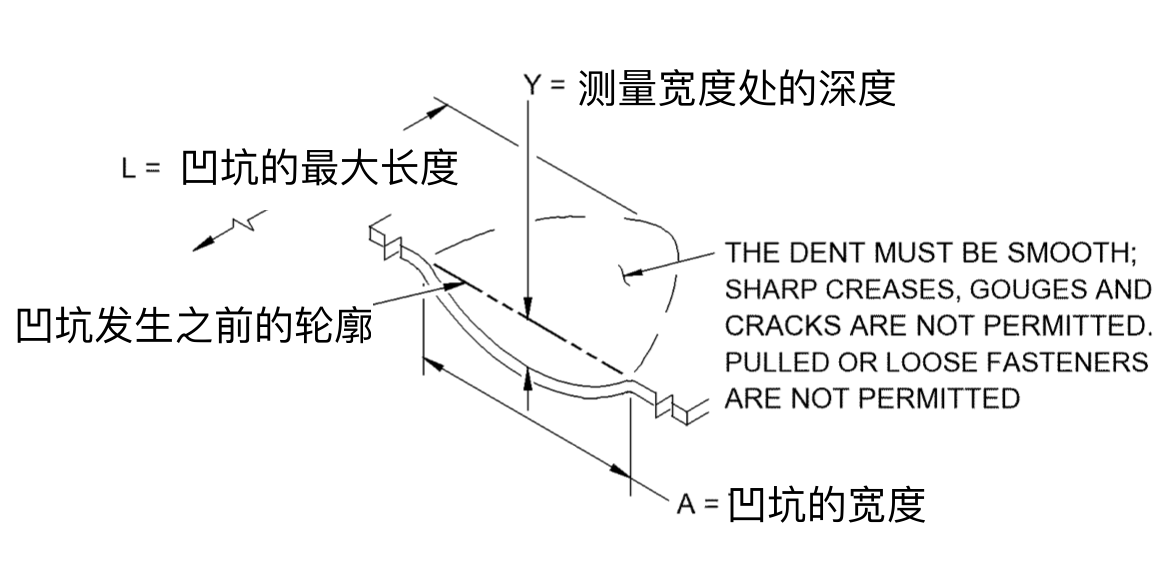 Y = 测量宽度处的深度
L = 凹坑的最大长度
THE DENT MUST BE SMOOTH;
SHARP CREASES, GOUGES AND
CRACKS ARE NOT PERMITTED.
PULLED OR LOOSE FASTENERS
ARE NOT PERMITTED
凹坑发生之前的轮廓
A = 凹坑的宽度